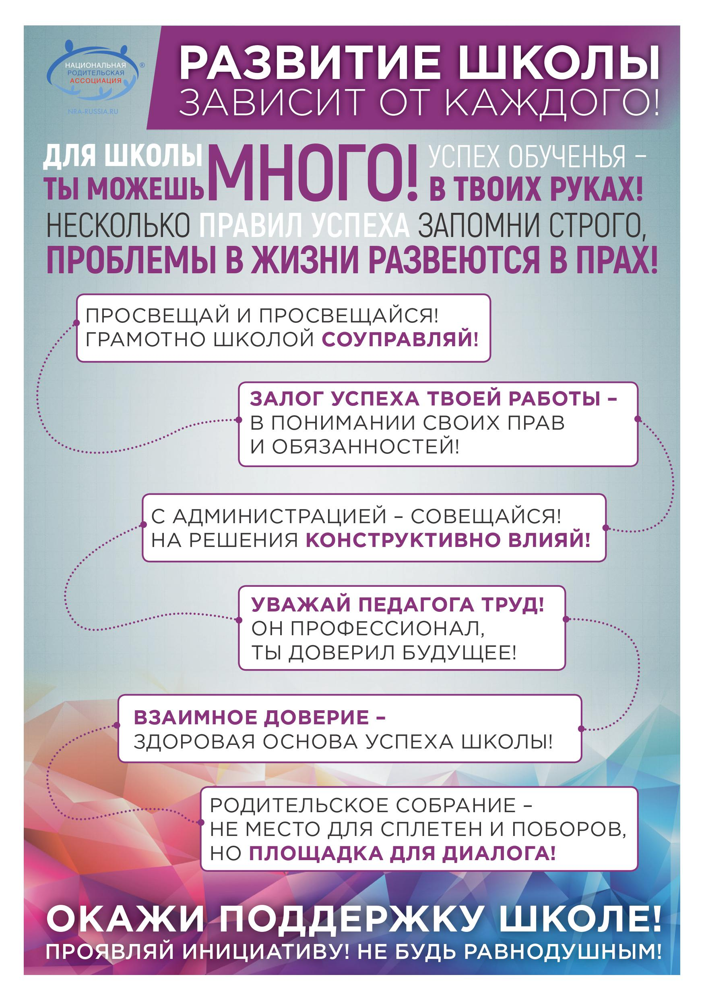 НАЦИОНАЛЬНАЯ ®
РОДИТЕЛЬСКАЯ
АССОЦИАЦИЯ
NRA-RUSSIA.RU
РАЗВИТИЕ ШКОЛЫ
ЗАВИСИТ ОТ КАЖДОГО!
ДЛЯ ШКОЛЫ
ТЫ МОЖЕШЬ МНОГО!
УСПЕХ ОБУЧЕНЬЯ –
В ТВОИХ РУКАХ!
НЕСКОЛЬКО ПРАВИЛ УСПЕХА ЗАПОМНИ СТРОГО,
ПРОБЛЕМЫ В ЖИЗНИ РАЗВЕЮТСЯ В ПРАХ!
ПРОСВЕЩАЙ И ПРОСВЕЩАЙСЯ!
ГРАМОТНО ШКОЛОЙ СОУПРАВЛЯЙ!
ЗАЛОГ УСПЕХА ТВОЕЙ РАБОТЫ –
В ПОНИМАНИИ СВОИХ ПРАВ
И ОБЯЗАННОСТЕЙ!
С АДМИНИСТРАЦИЕЙ – СОВЕЩАЙСЯ!
НА РЕШЕНИЯ КОНСТРУКТИВНО ВЛИЯЙ!
УВАЖАЙ ПЕДАГОГА ТРУД!
ОН ПРОФЕССИОНАЛ,
ТЫ ДОВЕРИЛ БУДУЩЕЕ!
ВЗАИМНОЕ ДОВЕРИЕ –
ЗДОРОВАЯ ОСНОВА УСПЕХА ШКОЛЫ!
РОДИТЕЛЬСКОЕ СОБРАНИЕ –
НЕ МЕСТО ДЛЯ СПЛЕТЕН И ПОБОРОВ,
НО ПЛОЩАДКА ДЛЯ ДИАЛОГА!
ОКАЖИ ПОДДЕРЖКУ ШКОЛЕ!
ПРОЯВЛЯЙ ИНИЦИАТИВУ! НЕ БУДЬ РАВНОДУШНЫМ!